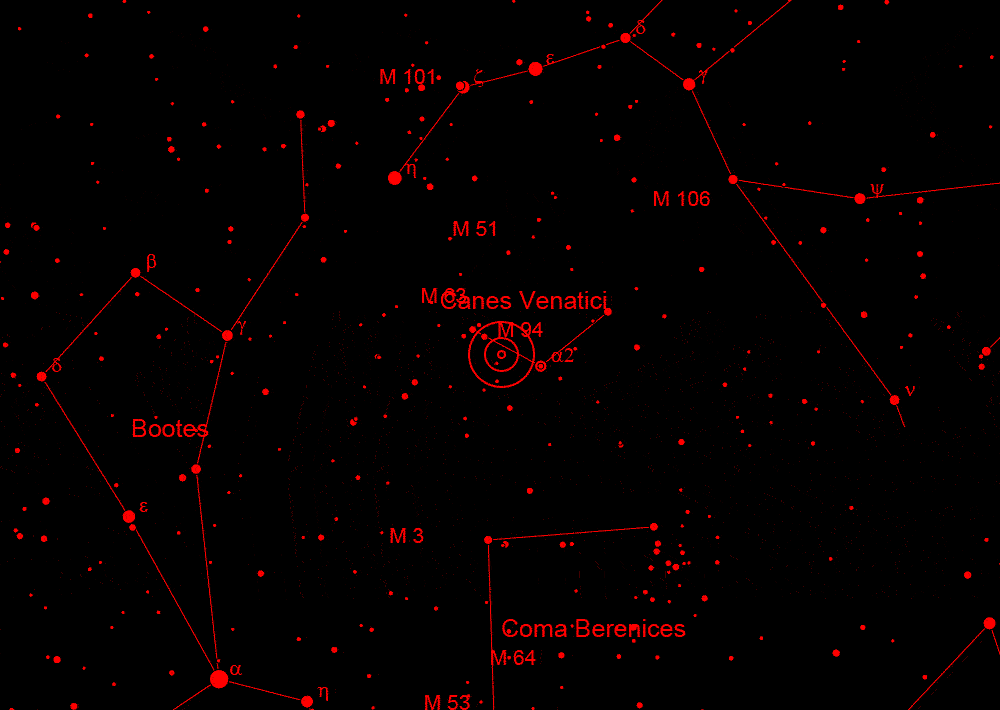 δ
ε
M 101 ζ
γ
η
M 106 ψ
M 51
β
M 63
Canes Venatici
γ M 94
α2
δ
ν
Bootes
ε
M 3
Coma Berenices
M 64
α
η
M 53